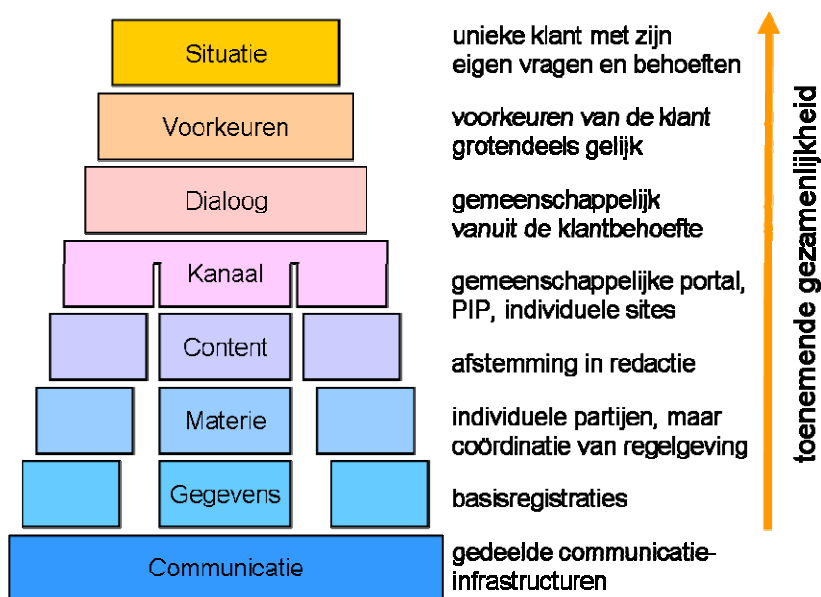 Situatie
unieke klant met zijn
eigen vragen en behoeften
Voorkeuren
voorkeuren van de klant
grotendeels gelijk
Dialoog
gemeenschappelijk
vanuit de klantbehoefte
Kanaal
gemeenschappelijke portal,
PIP, individuele sites
Content
afstemming in redactie
Materie
individuele partijen, maar
coördinatie van regelgeving
Gegevens
basisregistraties
Communicatie
gedeelde communicatie-
infrastructuren
toenemende gezamenlijkheid